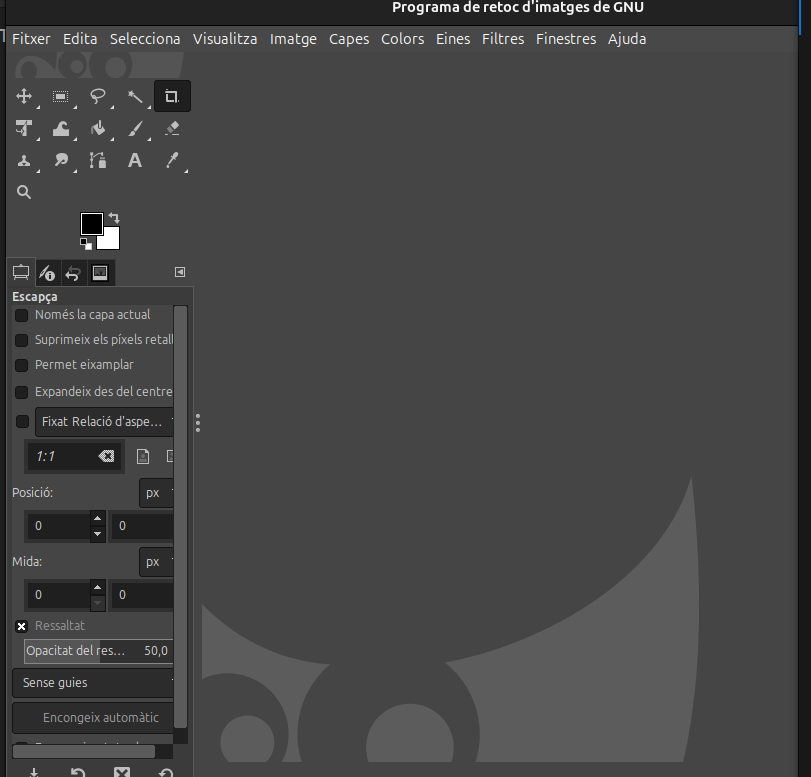 Programa de retoc d'imatges de GNU
Fitxer Edita Selecciona Visualitza Imatge Capes Colors Eines Filtres Finestres Ajuda
A
Escapça
Només la capa actual
Suprimeix els píxels retall
Permet eixamplar
Expandeix des del centre
Fixat Relació d'aspe...
1:1
Posició: px
0 0
Mida: px
0 0
Ressaltat
Opacitat del res... 50,0
Sense guies
Encongeix automàtic